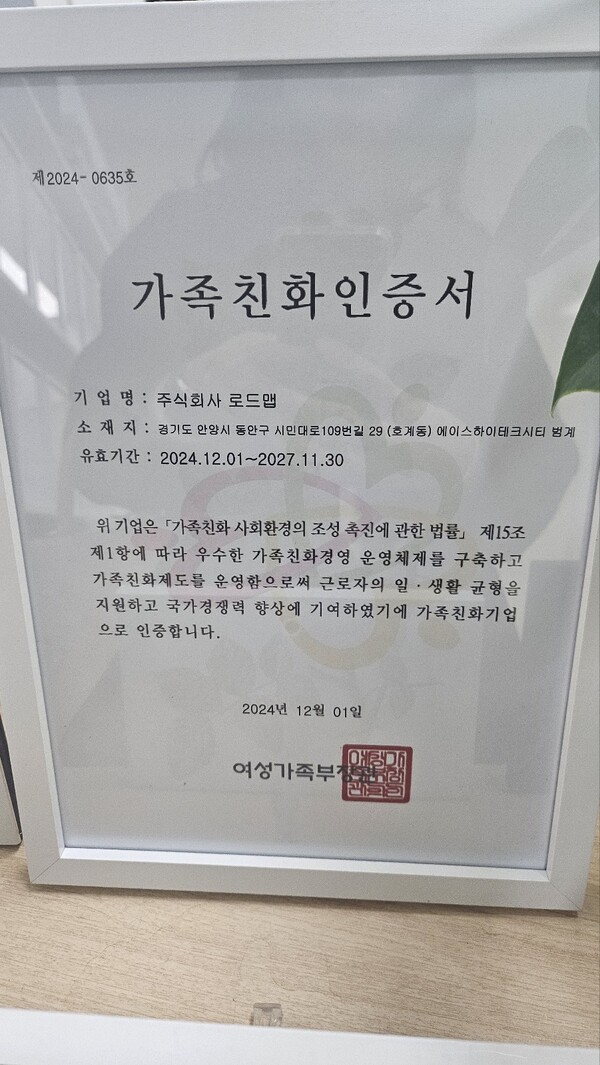 제2024- 0635호
가족친화인증서
기 업 명 : 주식회사 로드맵
소 재 지 : 경기도 안양시 동안구 시민대로109번길 29 (호계동) 에이스하이테크시티 범계
유효기간 : 2024.12.01~2027.11.30
위 기업은 「가족친화 사회환경의 조성 촉진에 관한 법률」 제15조
제1항에 따라 우수한 가족친화경영 운영체제를 구축하고
가족친화제도를 운영함으로써 근로자의 일 · 생활 균형을
지원하고 국가경쟁력 향상에 기여하였기에 가족친화기업
으로 인증합니다.
2024년 12월 01일
여성가족부장관